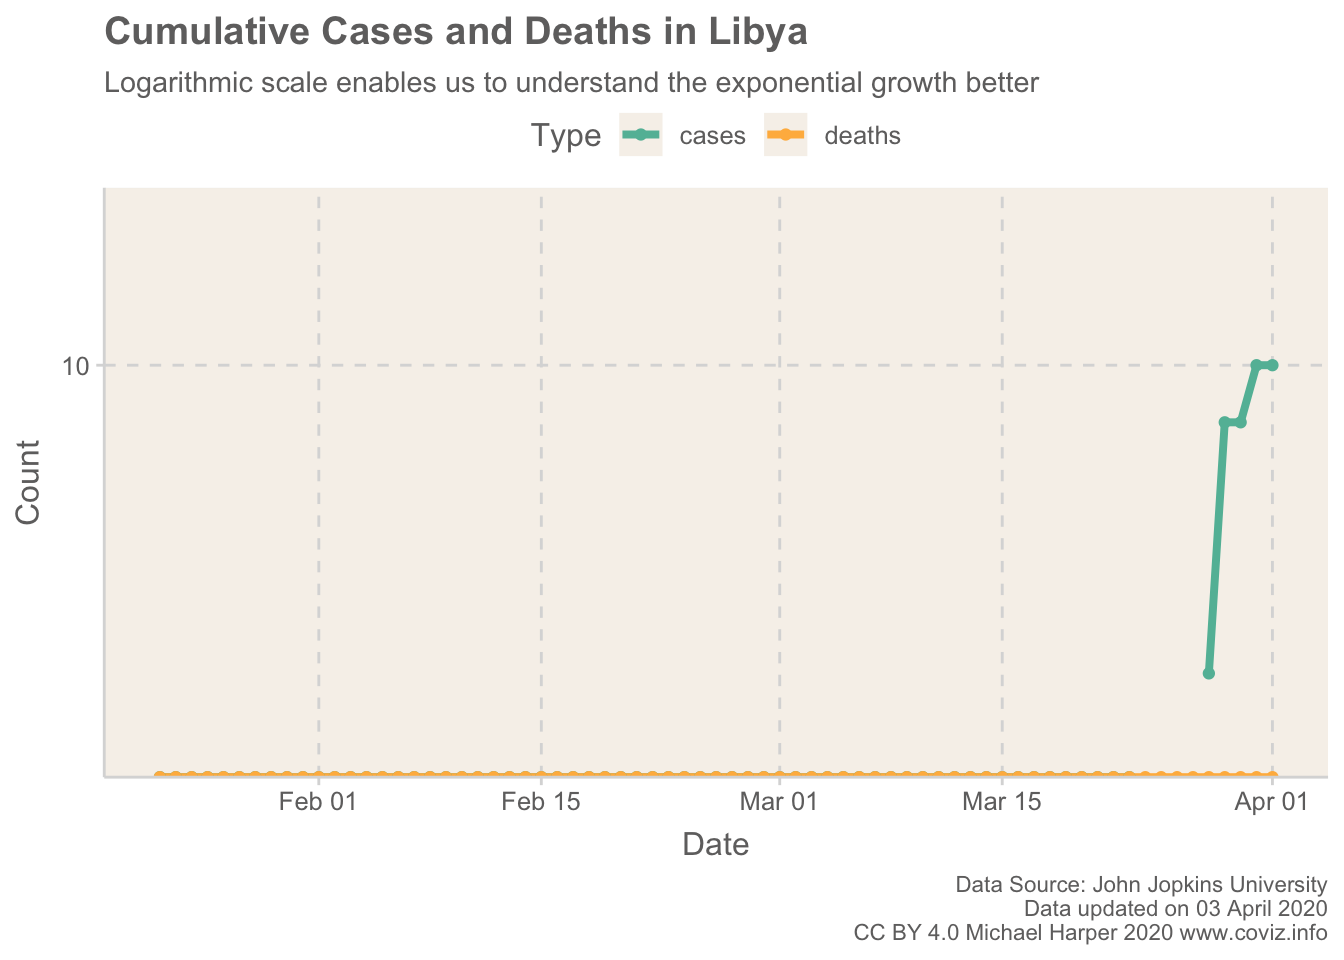 Cumulative Cases and Deaths in Libya
Logarithmic scale enables us to understand the exponential growth better
Type cases deaths
10
Count
Feb 01 Feb 15 Mar 01 Mar 15 Apr 01
Date
Data Source: John Jopkins University
Data updated on 03 April 2020
CC BY 4.0 Michael Harper 2020 www.coviz.info